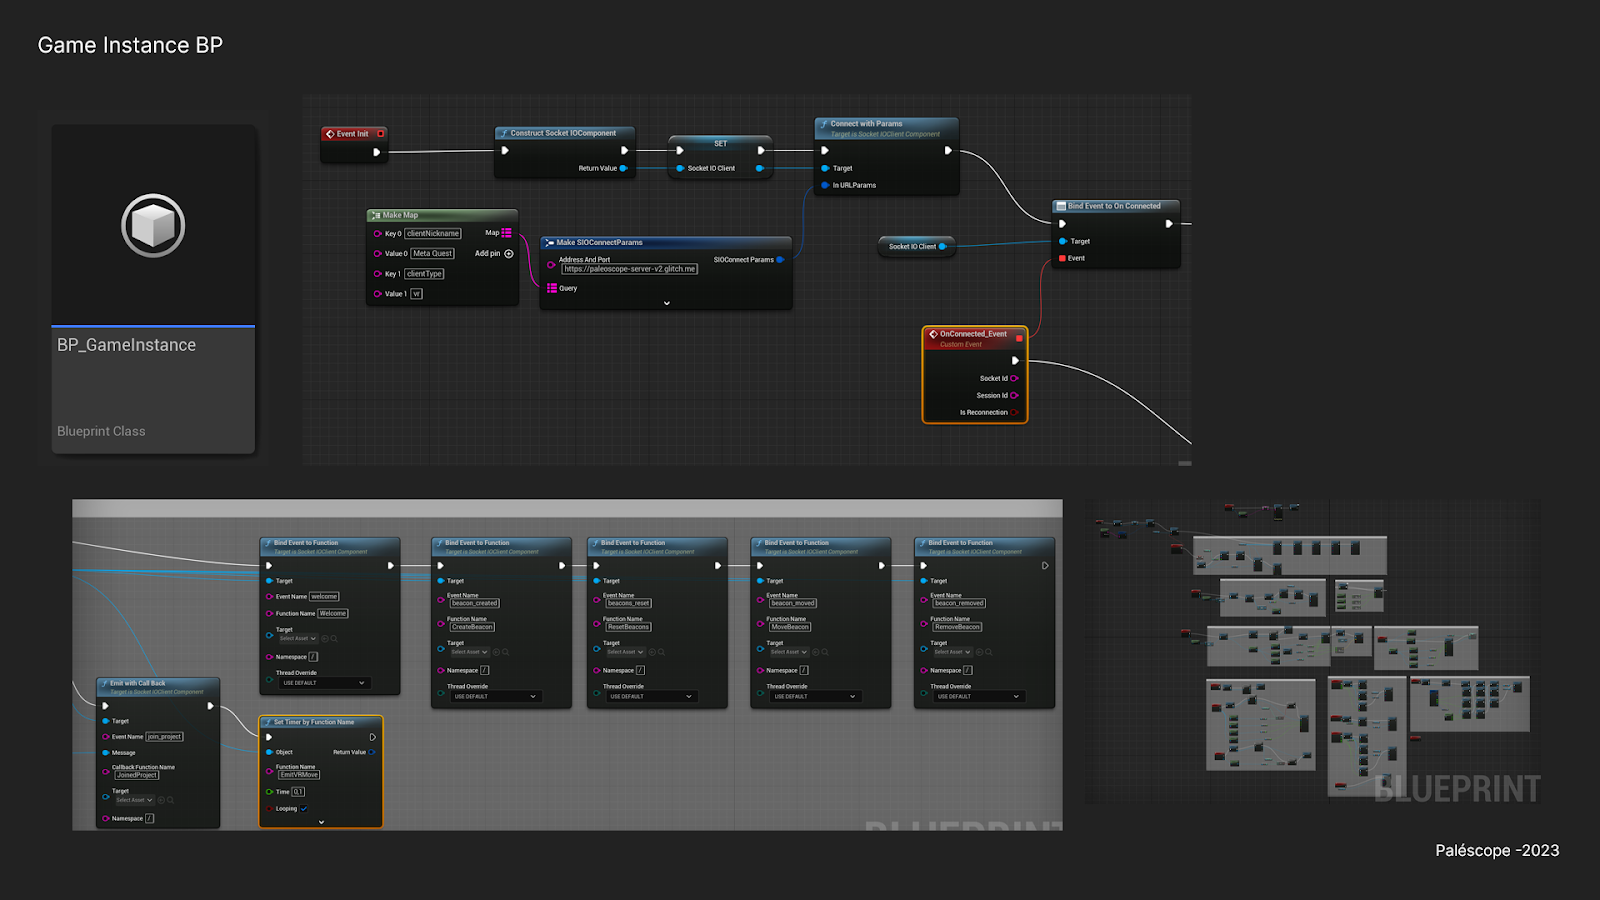 Game Instance BP
BP_GameInstance
Blueprint Class
Event Init
Construct Socket IOComponent
Return Value
SET
Socket IO Client
Connect with Params
Target is Socket IOClient Component
Target
In URLParams
Make Map
Key 0 clientNickname
Map
Value 0 Meta Quest
Add pin
Key 1 clientType
Value 1 vr
Make SIOConnectParams
Address And Port
https://paleoscope-server-v2.glitch.me
SIOConnect Params
Query
Socket IO Client
Bind Event to On Connected
Target
Event
OnConnected_Event
Custom Event
Socket Id
Session Id
Is Reconnection
Bind Event to Function
Target is Socket IOClient Component
Target
Event Name welcome
Function Name Welcome
Target
Select Asset
Namespace /
Thread Override
USE DEFAULT
Bind Event to Function
Target is Socket IOClient Component
Target
Event Name
beacon_created
Function Name
CreateBeacon
Target
Select Asset
Namespace /
Thread Override
USE DEFAULT
Bind Event to Function
Target is Socket IOClient Component
Target
Event Name
beacons_reset
Function Name
ResetBeacons
Target
Select Asset
Namespace /
Thread Override
USE DEFAULT
Bind Event to Function
Target is Socket IOClient Component
Target
Event Name
beacon_moved
Function Name
MoveBeacon
Target
Select Asset
Namespace /
Thread Override
USE DEFAULT
Bind Event to Function
Target is Socket IOClient Component
Target
Event Name
beacon_removed
Function Name
RemoveBeacon
Target
Select Asset
Namespace /
Thread Override
USE DEFAULT
Emit with Call Back
Target is Socket IOClient Component
Target
Event Name join_project
Message
Callback Function Name
JoinedProject
Target
Select Asset
Namespace /
Set Timer by Function Name
Object
Return Value
Function Name
EmitVRMove
Time 0,1
Looping
BLUEPRINT
BLUEPRINT
Paléscope -2023